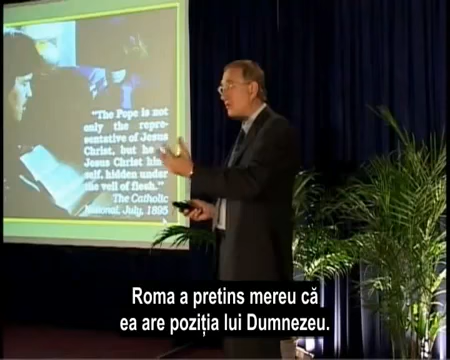 "The Pope is not
only the repre-
sentative of Jesus
Christ, but he
Jesus Christ him
self, hidden under
the veil of flesh."
The Catholic
National, July, 1895
Roma a pretins mereu că
ea are poziția lui Dumnezeu.